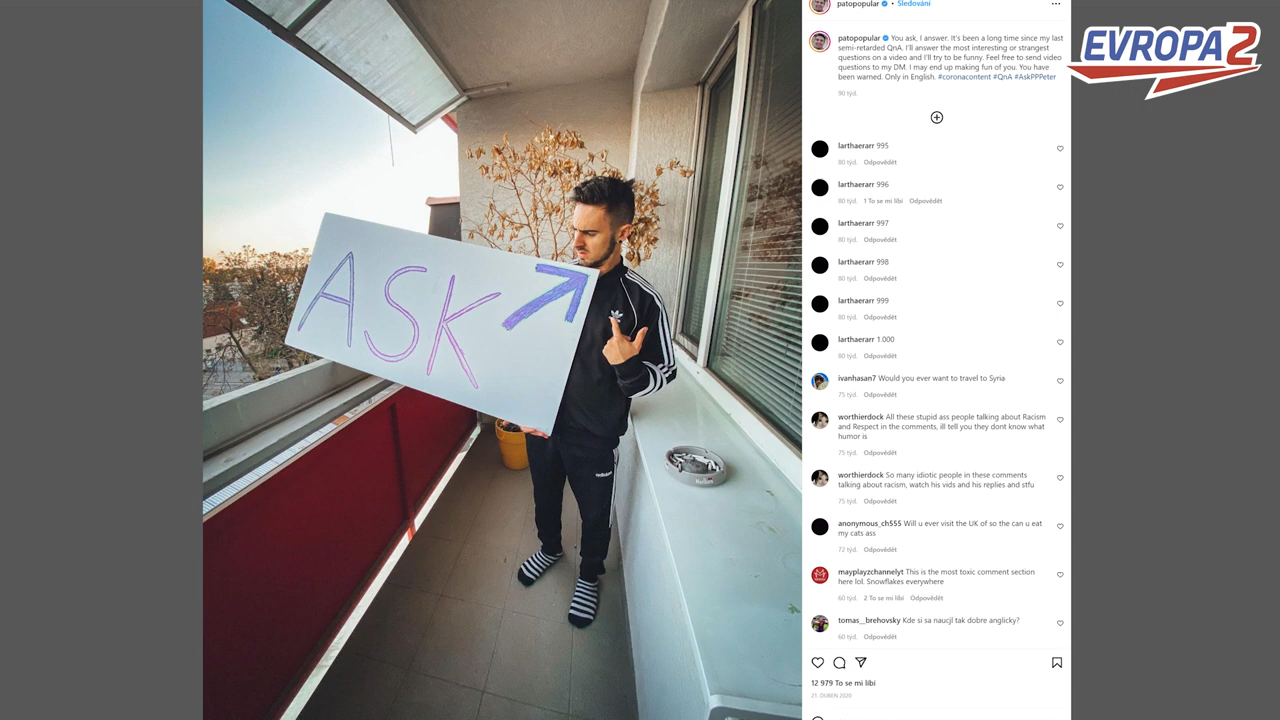 patopopular • Sledování
EVROPA 2
patopopular You ask, I answer. It's been a long time since my last
semi-retarded QnA. I'll answer the most interesting or strangest
questions on a video and I'll try to be funny. Feel free to send video
questions to my DM. I may end up making fun of you. You have
been warned. Only in English. #coronacontent #QnA #AskPPPeter
90 týd.
larthaerarr 995
80 týd. Odpovědět
larthaerarr 996
80 týd. 1 To se mi líbí Odpovědět
larthaerarr 997
80 týd. Odpovědět
larthaerarr 998
80 týd. Odpovědět
larthaerarr 999
80 týd. Odpovědět
larthaerarr 1.000
80 týd. Odpovědět
ivanhasan7 Would you ever want to travel to Syria
75 týd. Odpovědět
worthierdock All these stupid ass people talking about Racism
and Respect in the comments, ill tell you they dont know what
humor is
75 týd. Odpovědět
worthierdock So many idiotic people in these comments
talking about racism, watch his vids and his replies and stfu
75 týd. Odpovědět
anonymous_ch555 Will u ever visit the UK of so the can u eat
my cats ass
72 týd. Odpovědět
mayplayzchannelyt This is the most toxic comment section
here lol. Snowflakes everywhere
60 týd. 2 To se mi líbí Odpovědět
tomas__brehovsky Kde si sa naucjl tak dobre anglicky?
60 týd. Odpovědět
12 979 To se mi líbí
21. DUBEN 2020
ASK